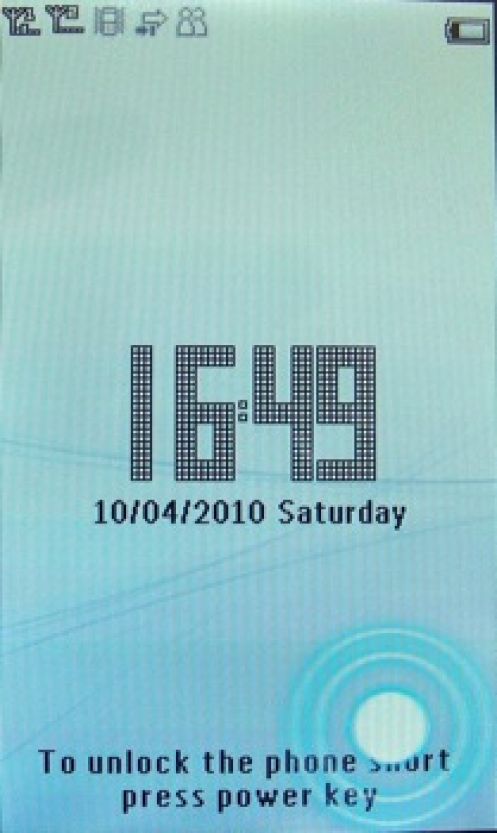 16:49
10/04/2010 Saturday
To unlock the phone short
press power key